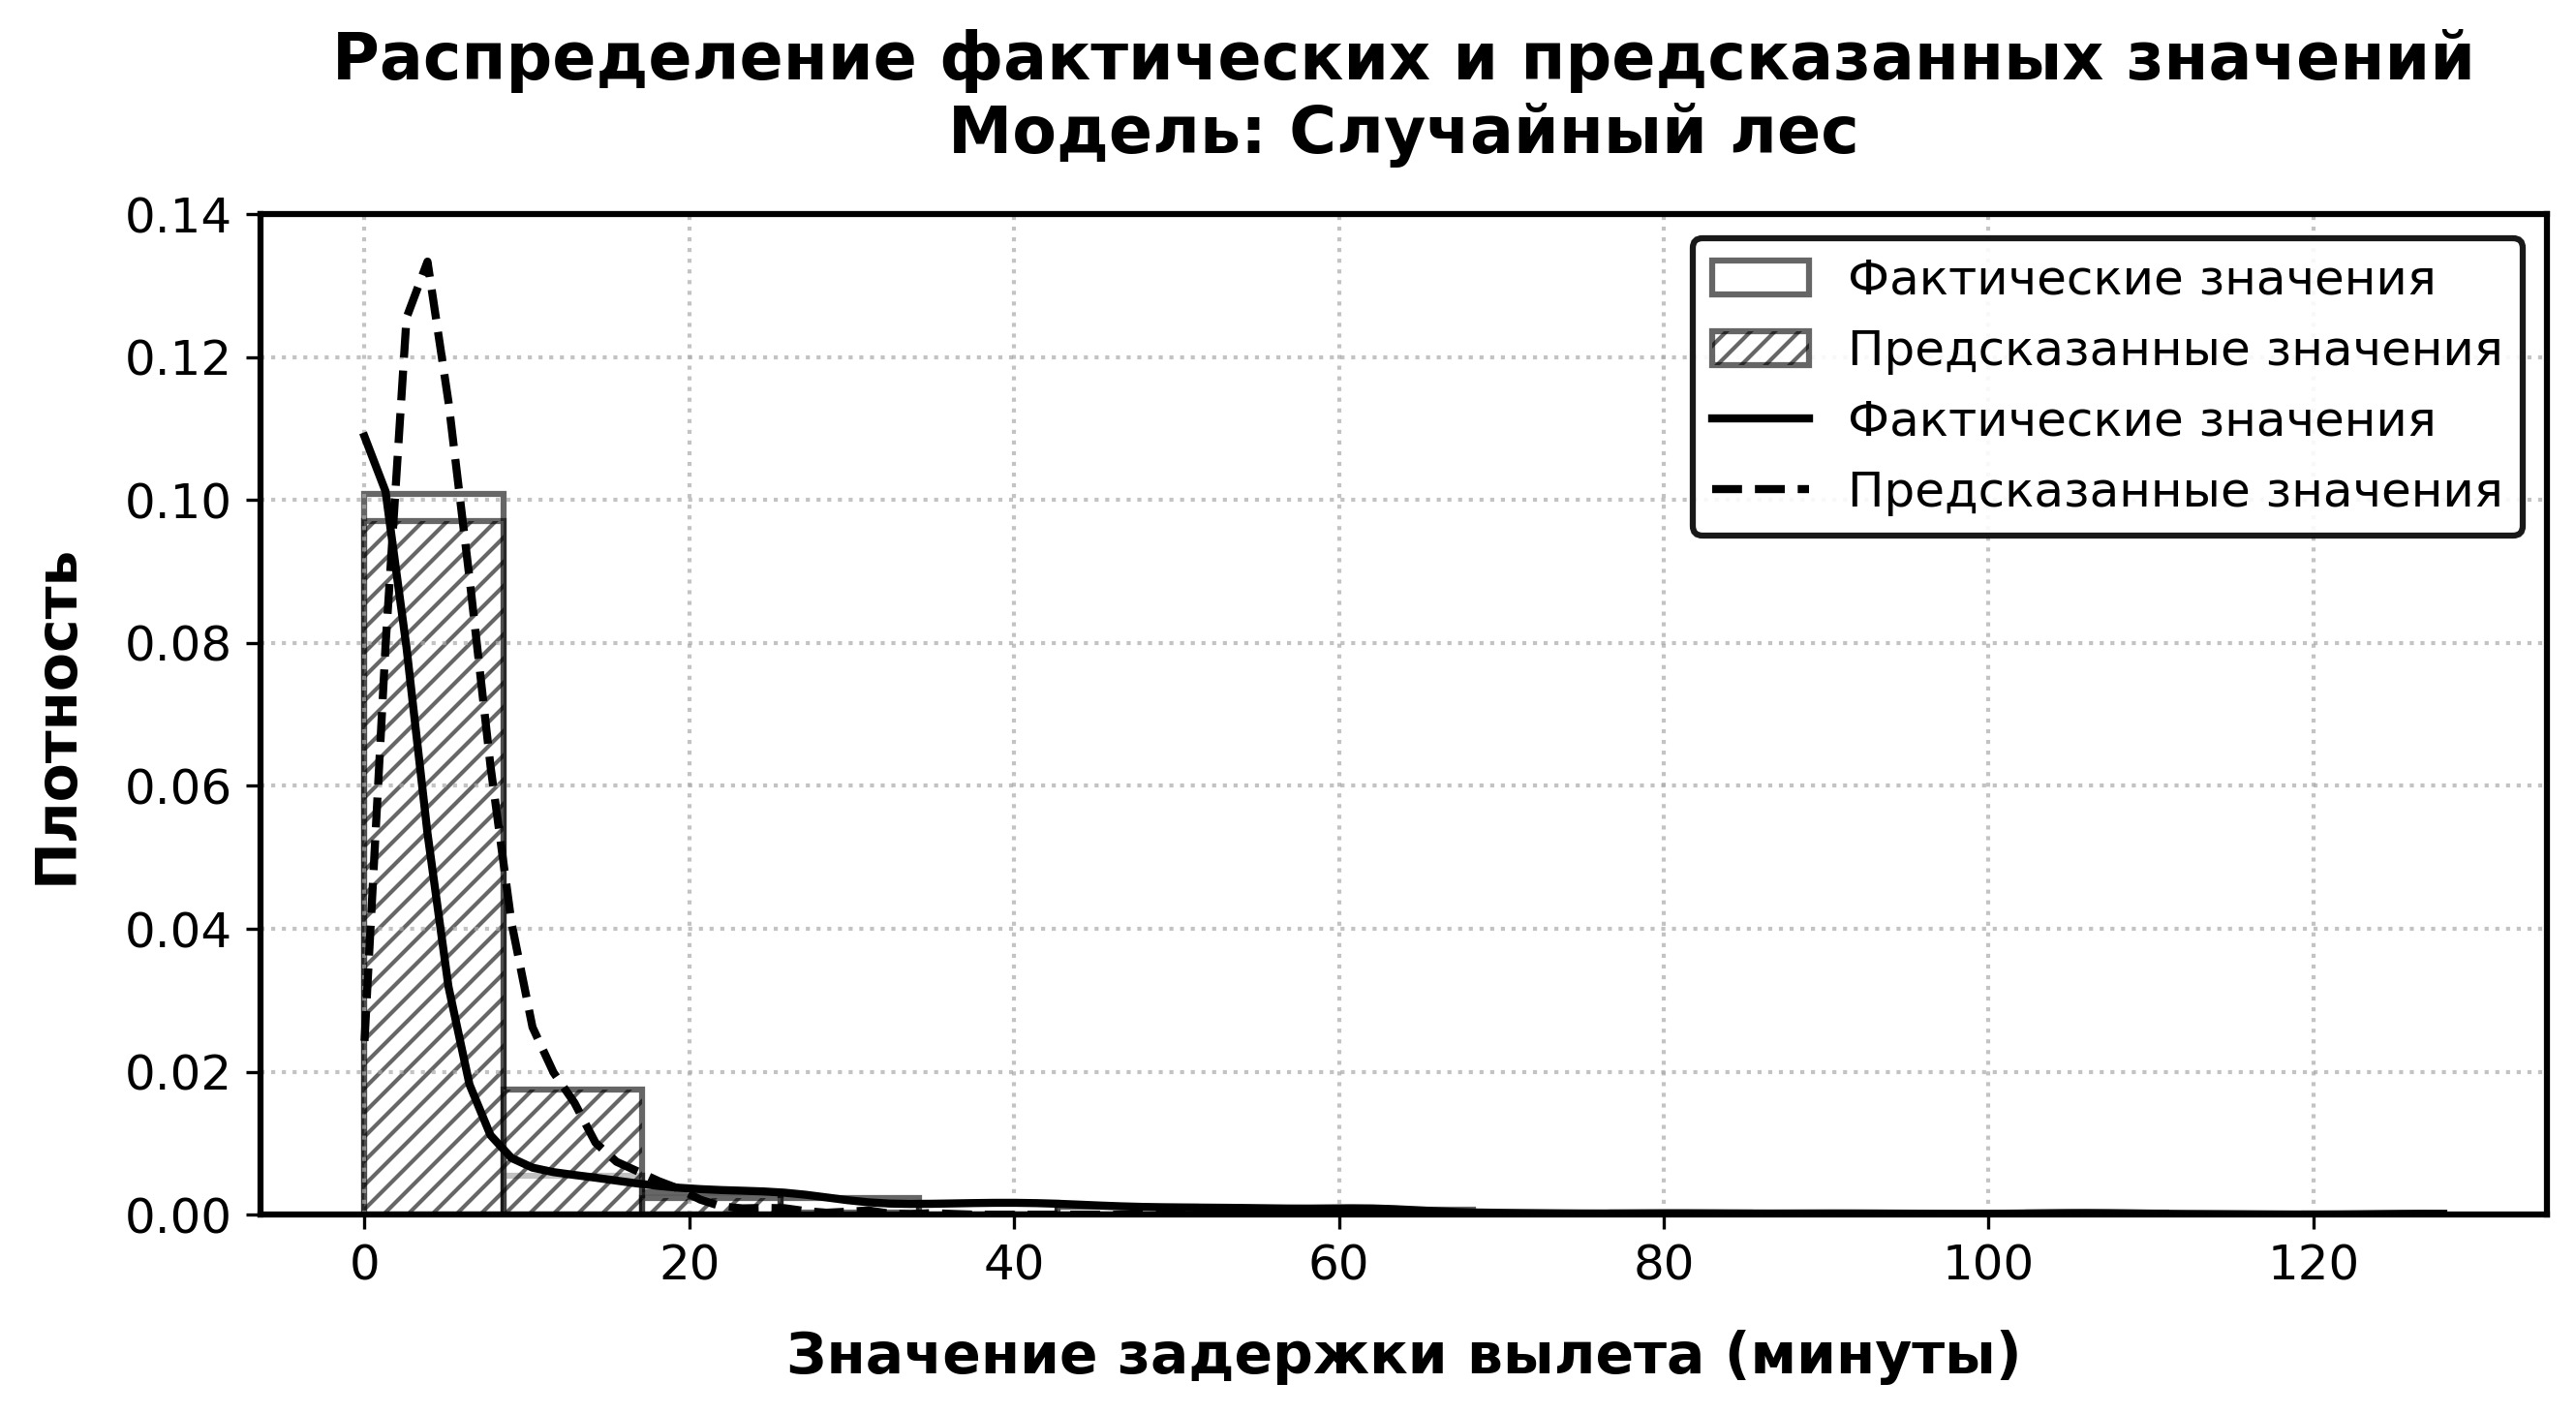 Распределение фактических и предсказанных значений
Модель: Случайный лес
Плотность
0.14
0.12
0.10
0.08
0.06
0.04
0.02
0.00
Фактические значения
Предсказанные значения
Фактические значения
Предсказанные значения
0 20 40 60 80 100 120
Значение задержки вылета (минуты)